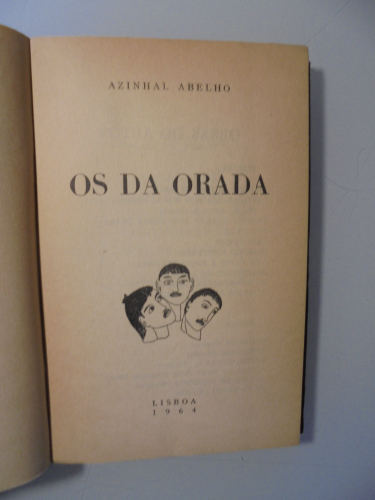 AZINHAL ABELHO
OS DA ORADA
LISBOA
1964